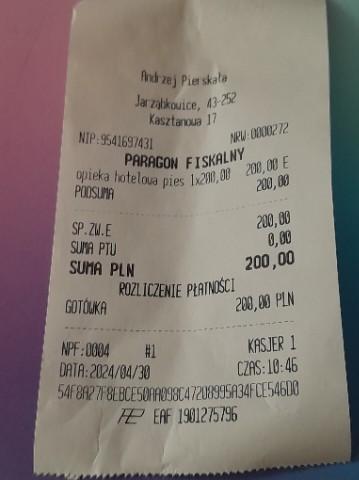 Andrzej Pierskała
Jarząbkowice, 43-252
Kasztanowa 17
NIP:9541697431 NRW:0000272
PARAGON FISKALNY
opieka hotelowa pies 1x200,00 200,00 E
PODSUMA 200,00
SP.ZW.E 200,00
SUMA PTU 0,00
SUMA PLN 200,00
ROZLICZENIE PŁATNOŚCI
GOTÓWKA 200,00 PLN
NPF:0004 #1 KASJER 1
DATA:2024/04/30 CZAS:10:46
54F8A27F8EBCE50AA098C47208995A34FCE546D0
EAF 1901275796